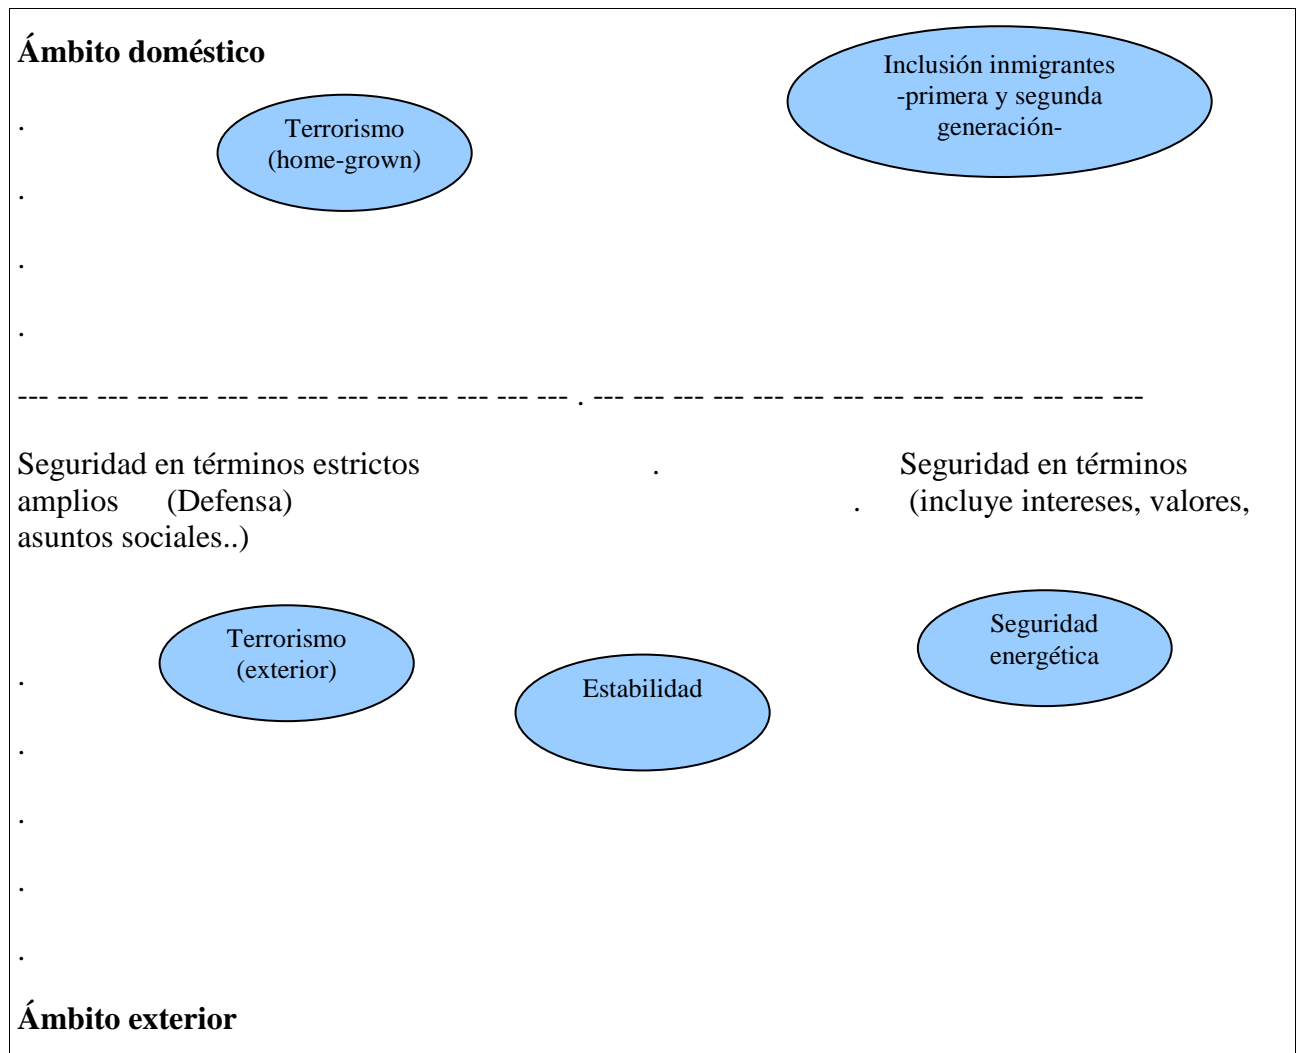 Ámbito doméstico
Inclusión inmigrantes
-primera y segunda
generación-
.
Terrorismo
(home-grown)
.
.
.
--- --- --- --- --- --- --- --- --- --- --- --- --- --- . --- --- --- --- --- --- --- --- --- --- --- --- --- ---
Seguridad en términos estrictos . Seguridad en términos
amplios (Defensa) . (incluye intereses, valores,
asuntos sociales..)
Terrorismo
(exterior)
Estabilidad
Seguridad
energética
.
.
.
.
.
Ámbito exterior